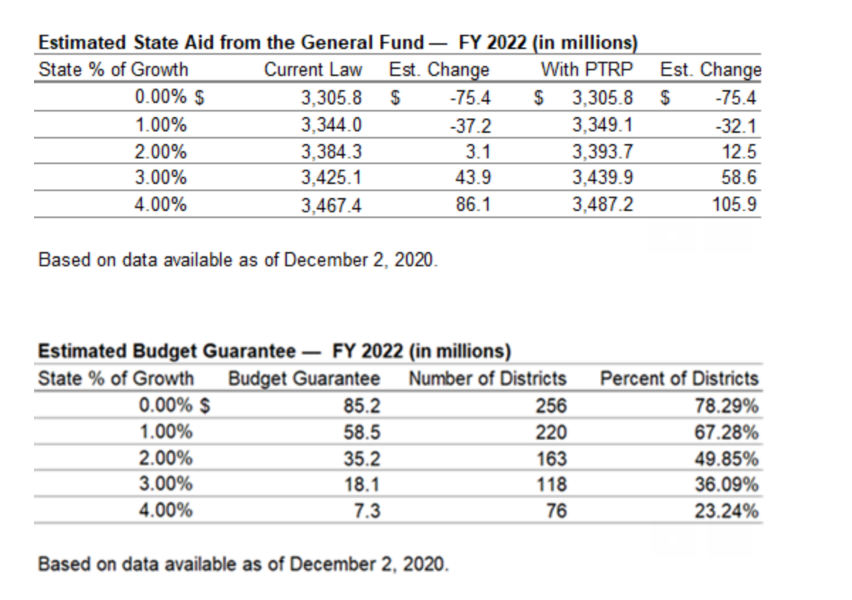 Estimated State Aid from the General Fund — FY 2022 (in millions)
State % of Growth Current Law Est. Change With PTRP Est. Change
0.00% $ 3,305.8 $ -75.4 $ 3,305.8 $ -75.4
1.00% 3,344.0 -37.2 3,349.1 -32.1
2.00% 3,384.3 3.1 3,393.7 12.5
3.00% 3,425.1 43.9 3,439.9 58.6
4.00% 3,467.4 86.1 3,487.2 105.9
Based on data available as of December 2, 2020.
Estimated Budget Guarantee — FY 2022 (in millions)
State % of Growth Budget Guarantee Number of Districts Percent of Districts
0.00% $ 85.2 256 78.29%
1.00% 58.5 220 67.28%
2.00% 35.2 163 49.85%
3.00% 18.1 118 36.09%
4.00% 7.3 76 23.24%
Based on data available as of December 2, 2020.